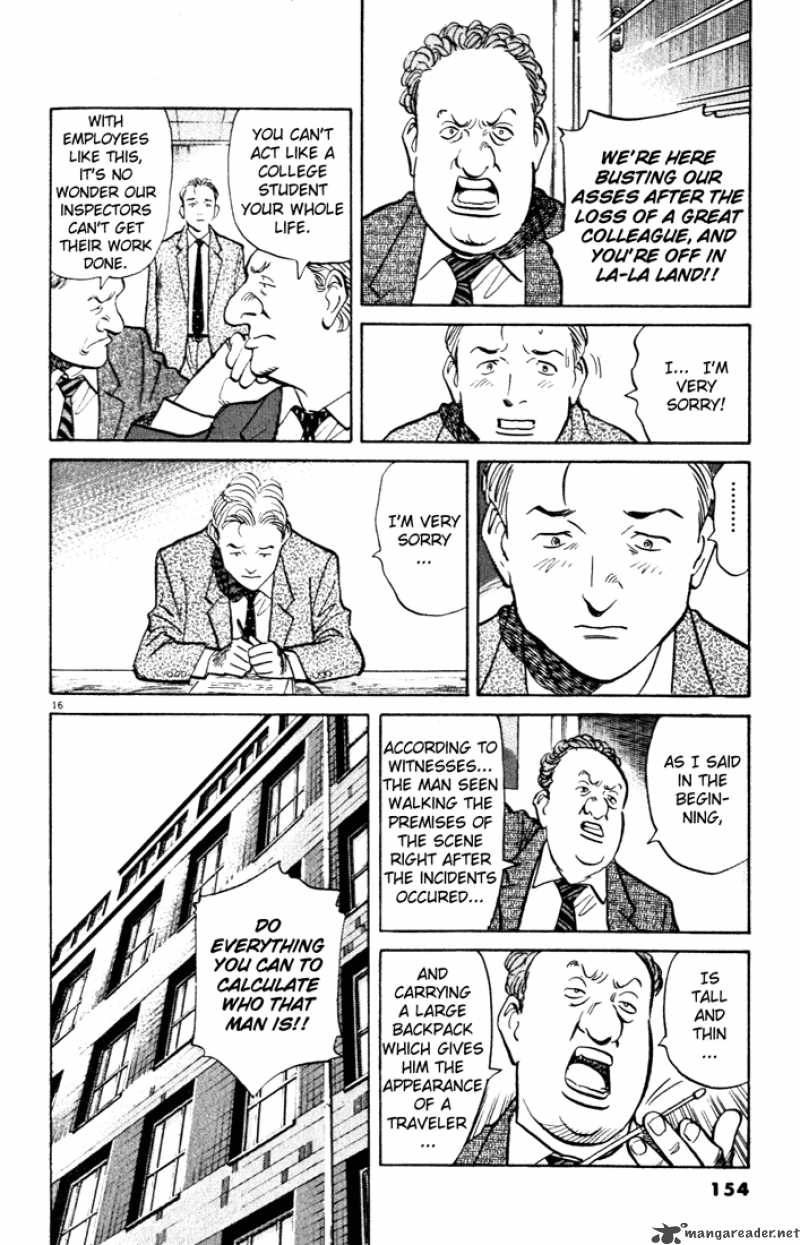 WE'RE HERE
BUSTING OUR
ASSES AFTER THE
LOSS OF A GREAT
COLLEAGUE, AND
YOU'RE OFF IN
LA-LA LAND!!
YOU CAN'T
ACT LIKE A
COLLEGE
STUDENT
YOUR WHOLE
LIFE.
WITH
EMPLOYEES
LIKE THIS,
IT'S NO
WONDER OUR
INSPECTORS
CAN'T GET
THEIR WORK
DONE.
I... I'M
VERY
SORRY!
........
I'M VERY
SORRY
...
16
AS I SAID
IN THE
BEGIN-
NING,
ACCORDING TO
WITNESSES...
THE MAN SEEN
WALKING THE
PREMISES OF
THE SCENE
RIGHT AFTER
THE INCIDENTS
OCCURED...
IS
TALL
AND
THIN
...
AND
CARRYING
A LARGE
BACKPACK
WHICH GIVES
HIM THE
APPEARANCE
OF A
TRAVELER
...
DO
EVERYTHING
YOU CAN TO
CALCULATE
WHO THAT
MAN IS!!
154
mangareader.net